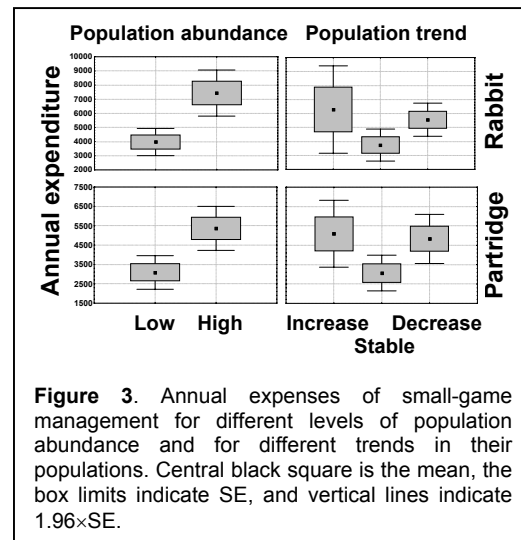 Population abundance Population trend
Annual expenditure
10000
9000
8000
7000
6000
5000
4000
3000
2000
Rabbit
7500
6500
5500
4500
3500
2500
1500
Partridge
Low High Increase Decrease
Stable
Figure 3. Annual expenses of small-game
management for different levels of population
abundance and for different trends in their
populations. Central black square is the mean, the
box limits indicate SE, and vertical lines indicate
1.96×SE.